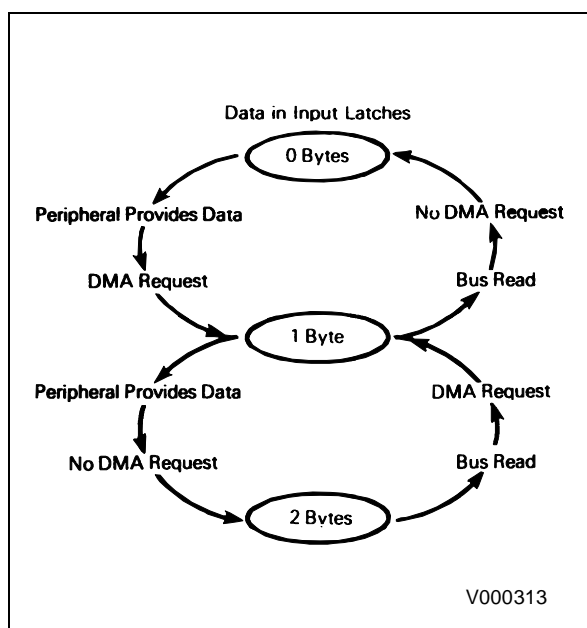 Data in Input Latches
0 Bytes
Peripheral Provides Data
No DMA Request
DMA Request
Bus Read
1 Byte
Peripheral Provides Data
DMA Request
No DMA Request
Bus Read
2 Bytes
V000313